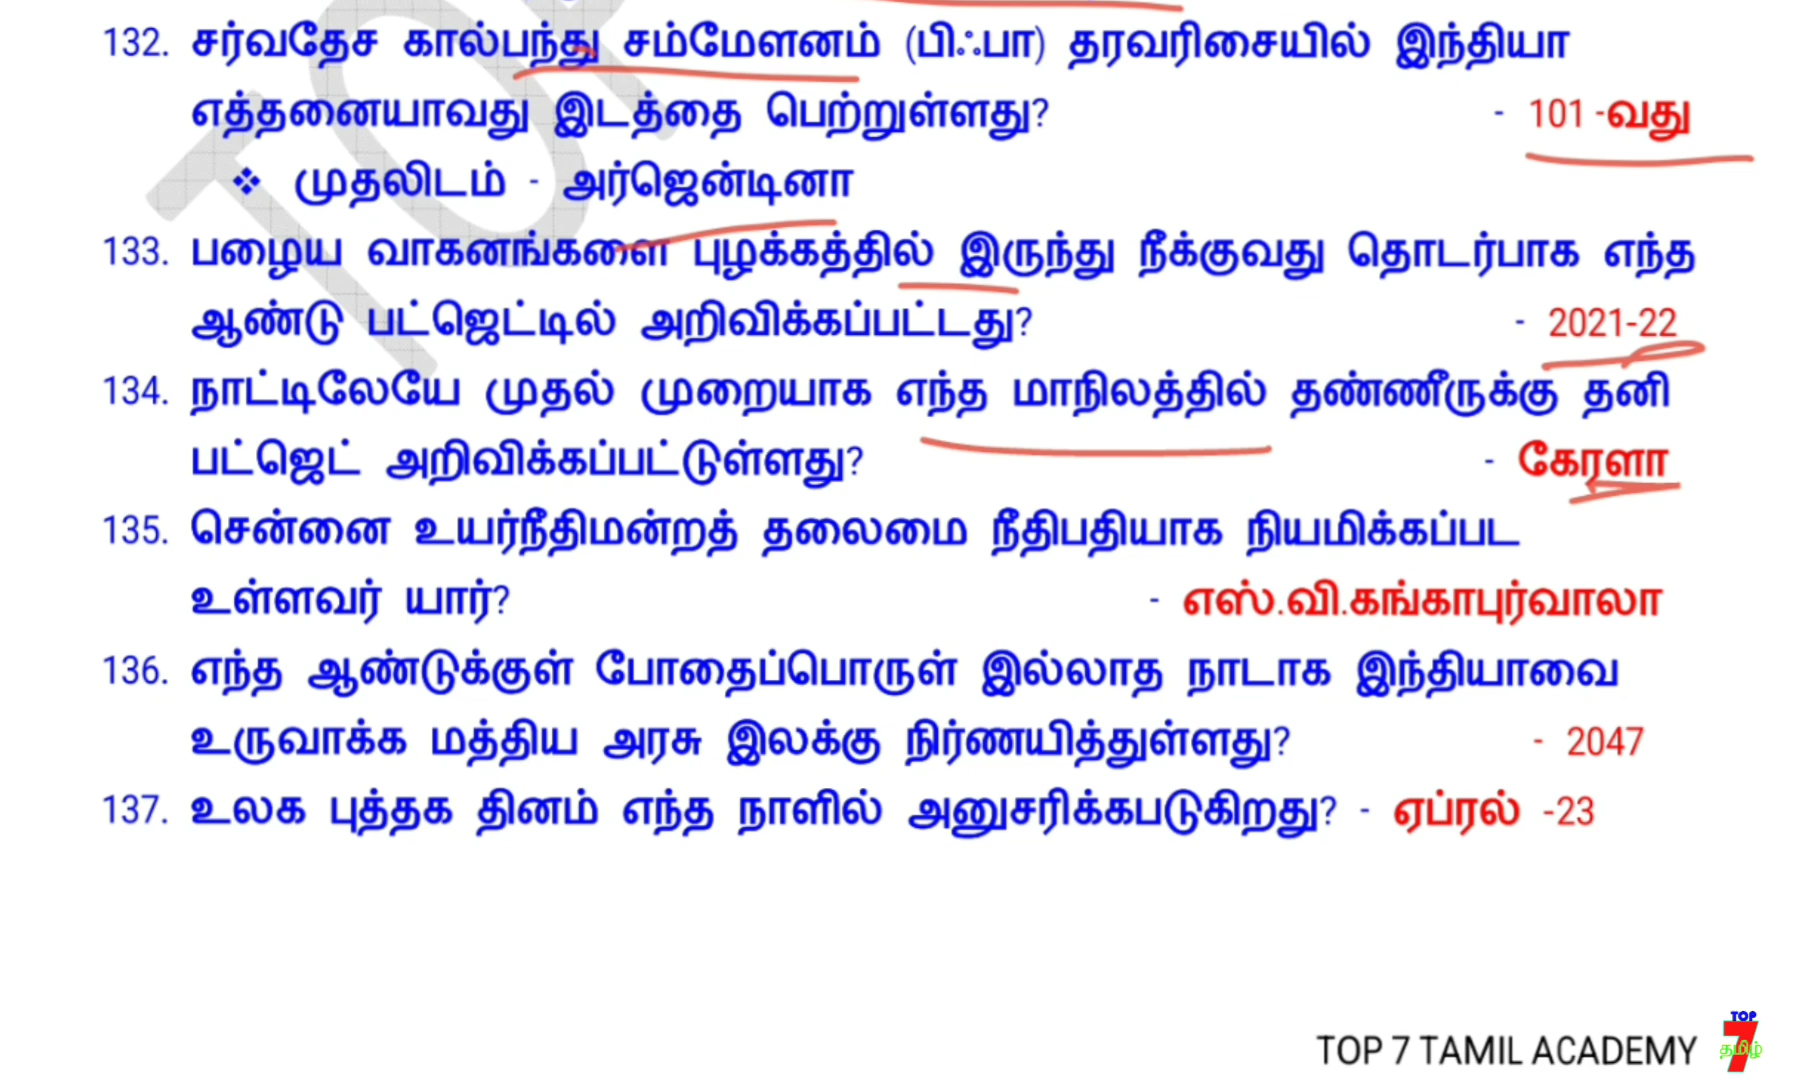 132. சர்வதேச கால்பந்து சம்மேளனம் (பிஃபா) தரவரிசையில் இந்தியா
எத்தனையாவது இடத்தை பெற்றுள்ளது? - 101 -வது
❖ முதலிடம் - அர்ஜென்டினா
133. பழைய வாகனங்களை புழக்கத்தில் இருந்து நீக்குவது தொடர்பாக எந்த
ஆண்டு பட்ஜெட்டில் அறிவிக்கப்பட்டது? - 2021-22
134. நாட்டிலேயே முதல் முறையாக எந்த மாநிலத்தில் தண்ணீருக்கு தனி
பட்ஜெட் அறிவிக்கப்பட்டுள்ளது? - கேரளா
135. சென்னை உயர்நீதிமன்றத் தலைமை நீதிபதியாக நியமிக்கப்பட
உள்ளவர் யார்? - எஸ்.வி.கங்காபுர்வாலா
136. எந்த ஆண்டுக்குள் போதைப்பொருள் இல்லாத நாடாக இந்தியாவை
உருவாக்க மத்திய அரசு இலக்கு நிர்ணயித்துள்ளது? - 2047
137. உலக புத்தக தினம் எந்த நாளில் அனுசரிக்கபடுகிறது? - ஏப்ரல் -23
TOP 7 TAMIL ACADEMY
TOP
7
தமிழ்